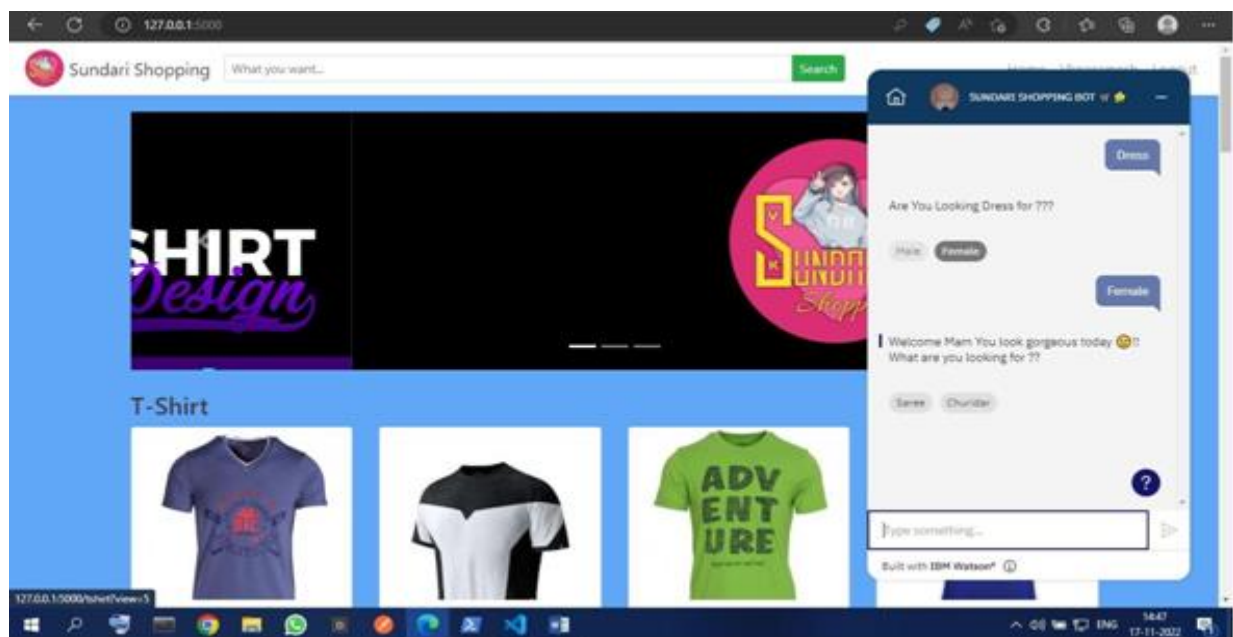 127.0.0.1:5000
Sundari Shopping
What you want...
Search
SUNDARI SHOPPING BOT
SHIRT
Design
Dress
Are You Looking Dress for ???
Male Female
Female
Welcome Mam You look gorgeous today 😊!!
What are you looking for ??
Saree Churidar
T-Shirt
ADV
ENT
URE
Type something...
Built with IBM Watson®
127.0.0.1:5000/tshirt?view=5
ENG
14:47
17-11-2022